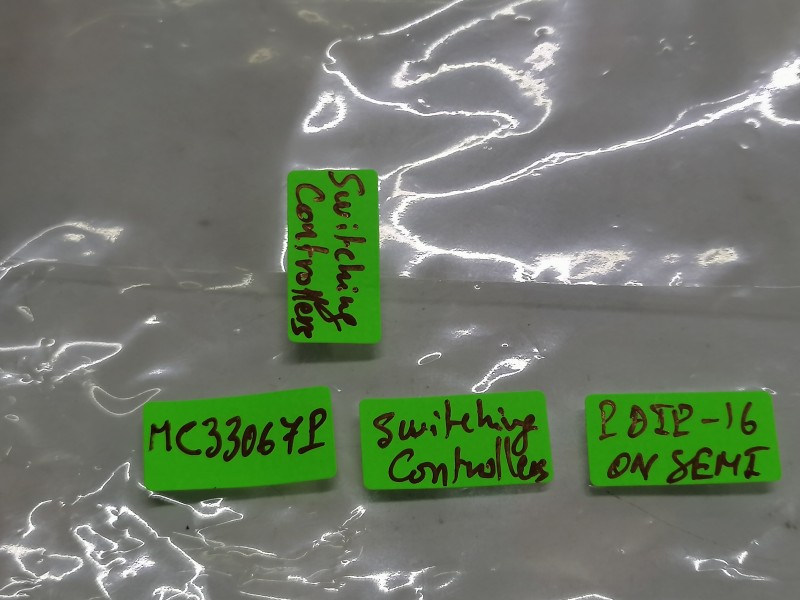 Switching
Controllers
MC33067P
Switching
Controllers
PDIP-16
ON SEMI